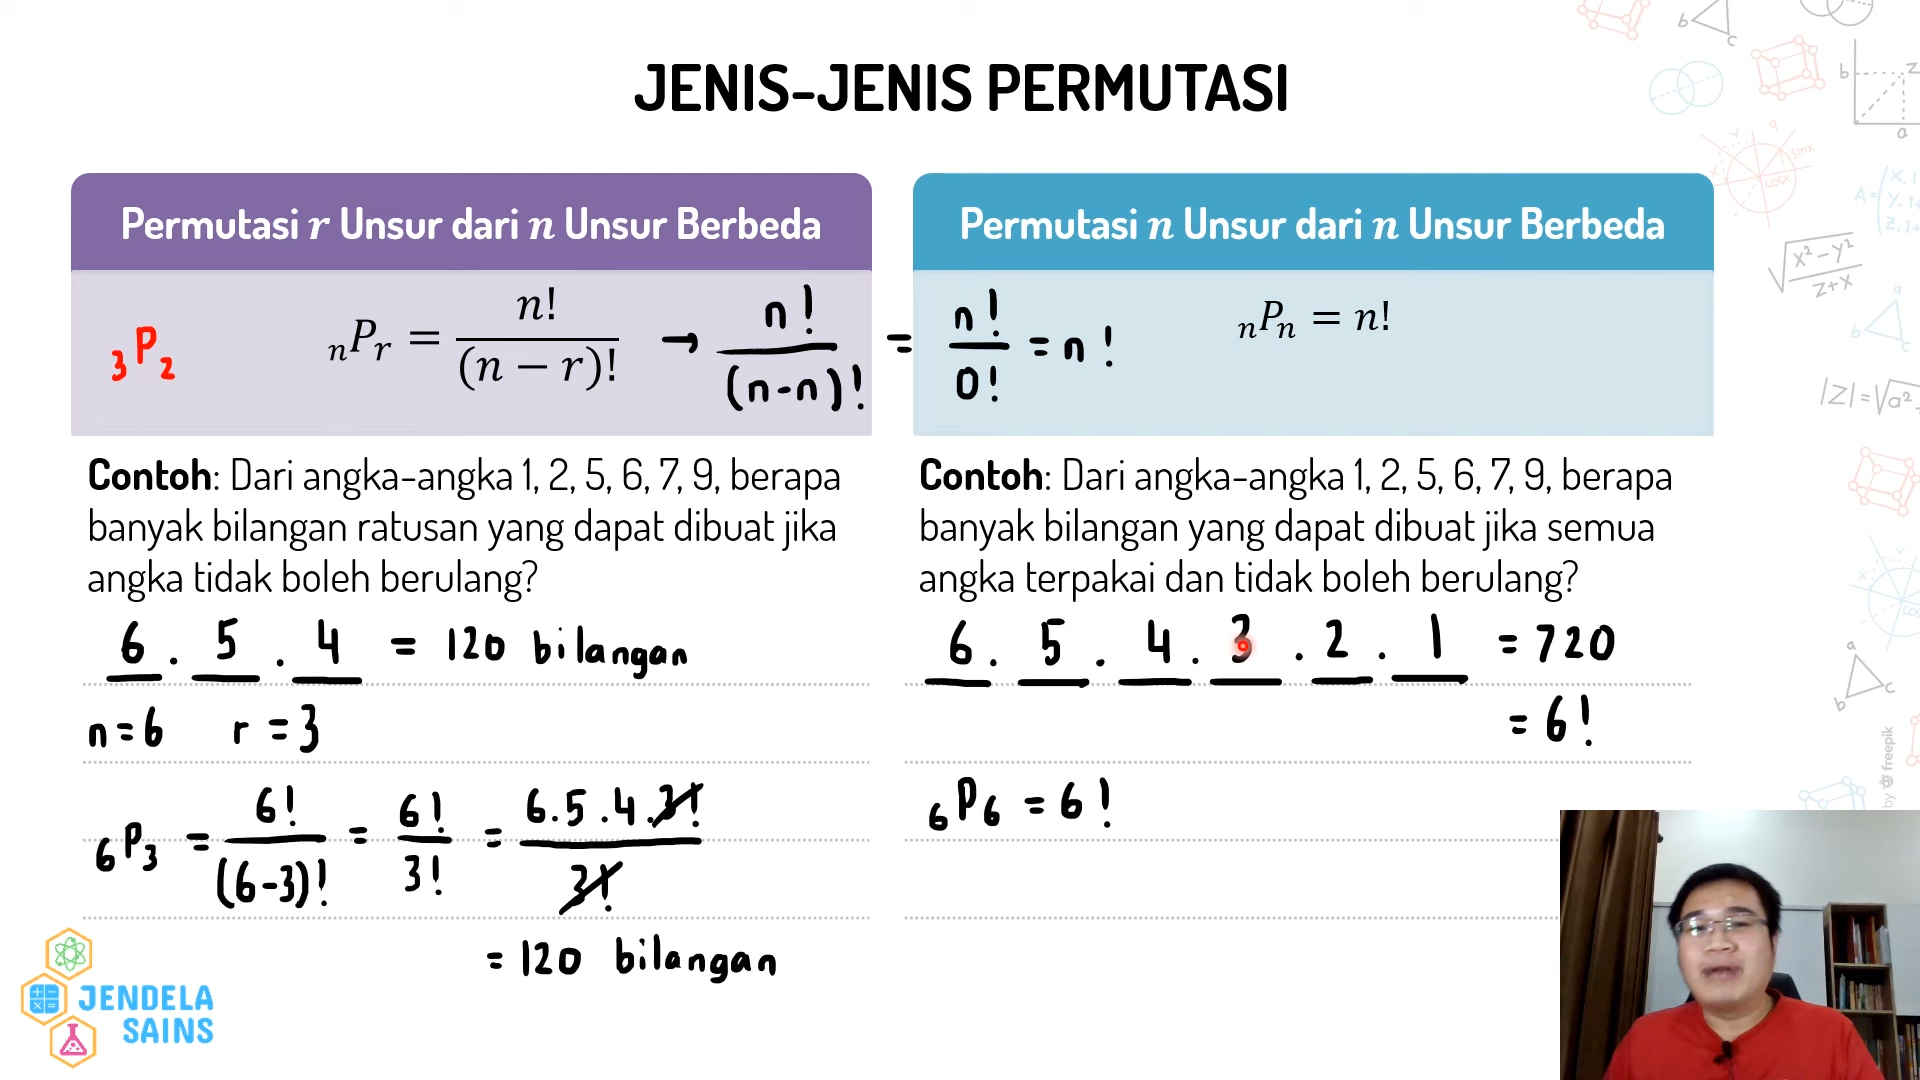 JENIS-JENIS PERMUTASI
Permutasi r Unsur dari n Unsur Berbeda
₃P₂
ₙPᵣ = n! / (n − r)! → n! / (n-n)! = n! / 0! = n!
Contoh: Dari angka-angka 1, 2, 5, 6, 7, 9, berapa
banyak bilangan ratusan yang dapat dibuat jika
angka tidak boleh berulang?
6 . 5 . 4 = 120 bilangan
n = 6 r = 3
₆P₃ = 6! / (6-3)! = 6! / 3! = 6.5.4.3! / 3!
= 120 bilangan
Permutasi n Unsur dari n Unsur Berbeda
ₙPₙ = n!
Contoh: Dari angka-angka 1, 2, 5, 6, 7, 9, berapa
banyak bilangan yang dapat dibuat jika semua
angka terpakai dan tidak boleh berulang?
6 . 5 . 4 . 3 . 2 . 1 = 720
= 6!
₆P₆ = 6!
JENDELA
SAINS
by freepik